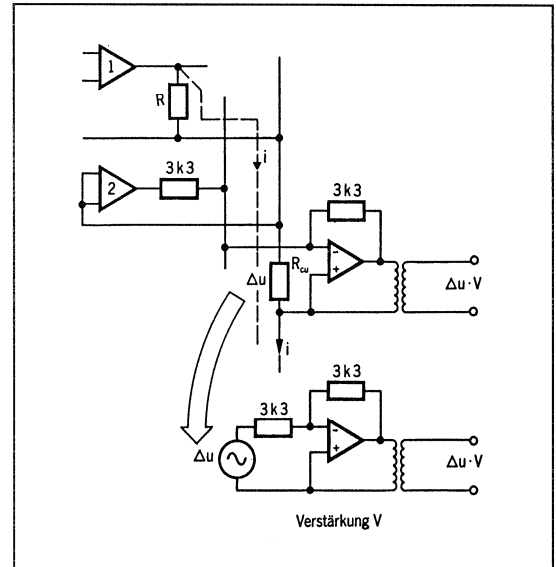 1
R
i
3k3
2
3k3
Δu
R_cu
Δu·V
i
3k3
3k3
Δu
Δu·V
-
+
-
+
Verstärkung V